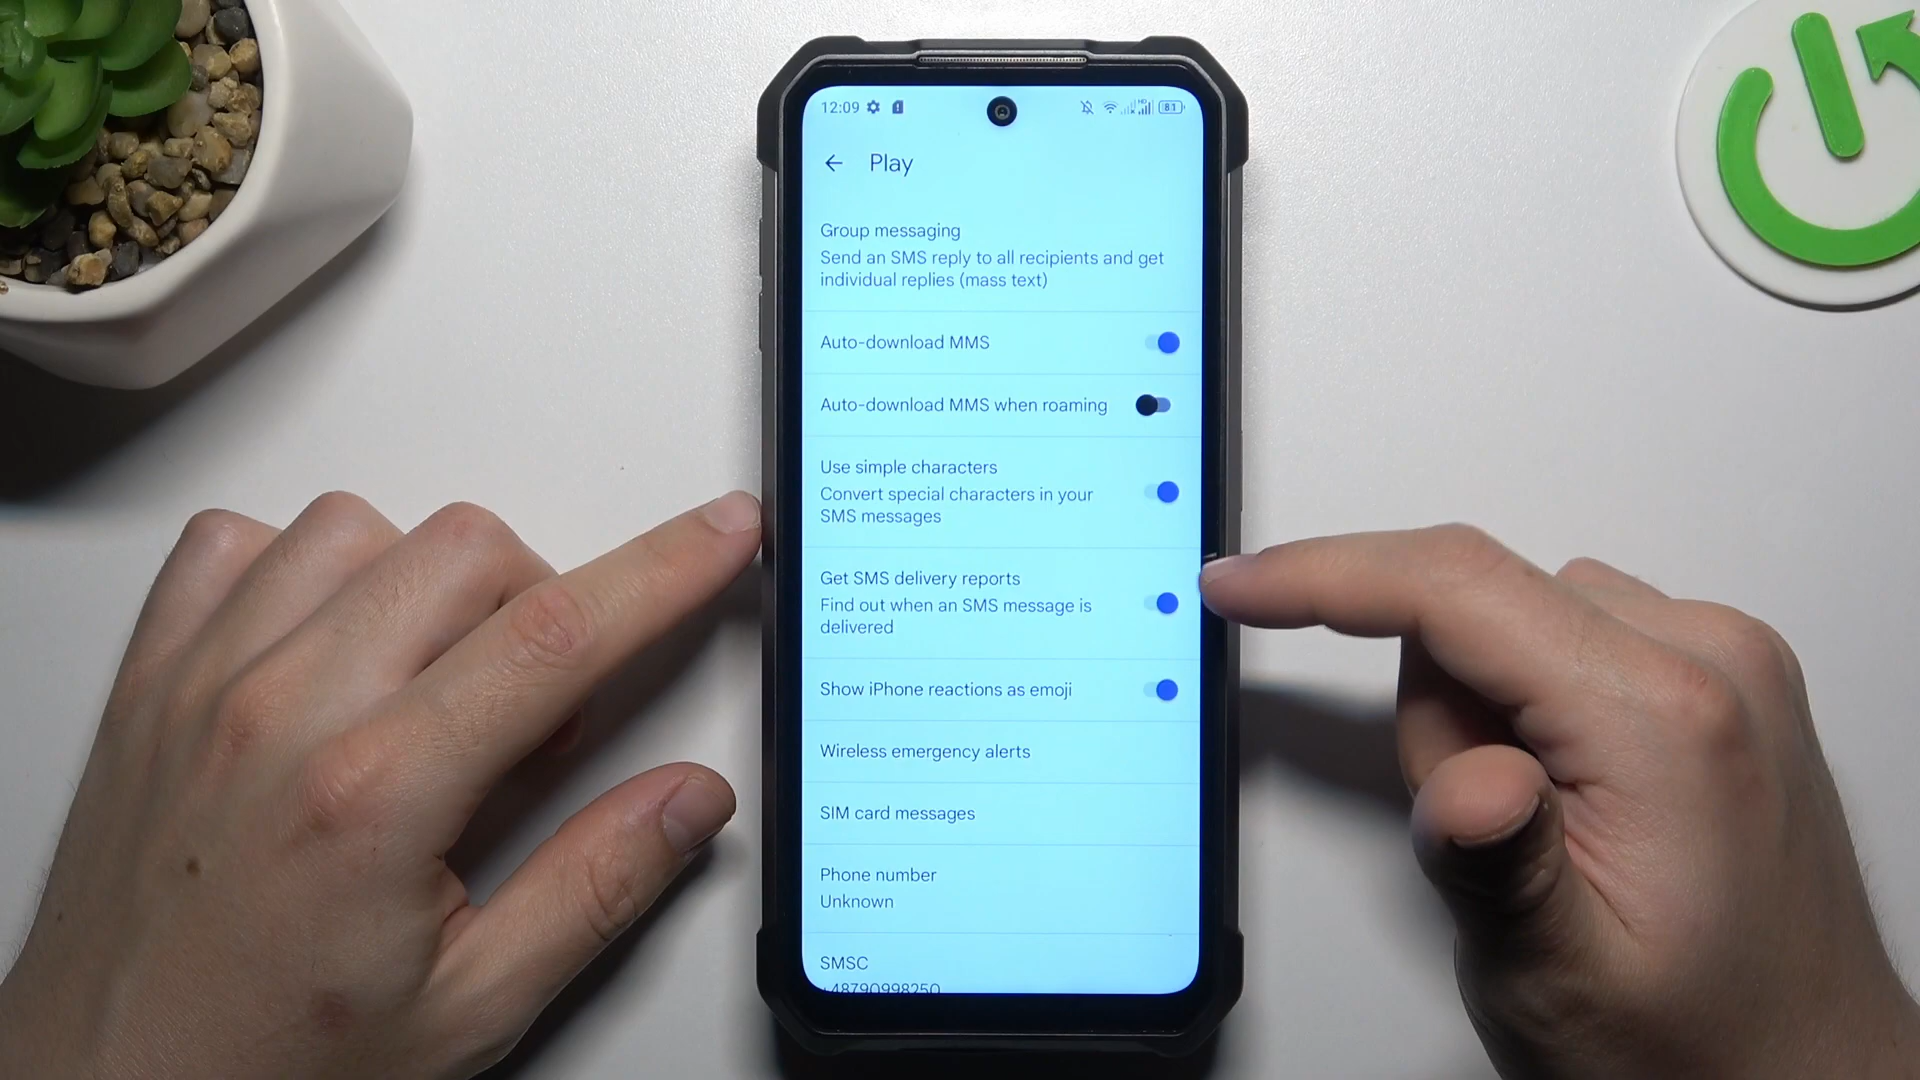 12:09
81
Play
Group messaging
Send an SMS reply to all recipients and get
individual replies (mass text)
Auto-download MMS
Auto-download MMS when roaming
Use simple characters
Convert special characters in your
SMS messages
Get SMS delivery reports
Find out when an SMS message is
delivered
Show iPhone reactions as emoji
Wireless emergency alerts
SIM card messages
Phone number
Unknown
SMSC
+48790998250